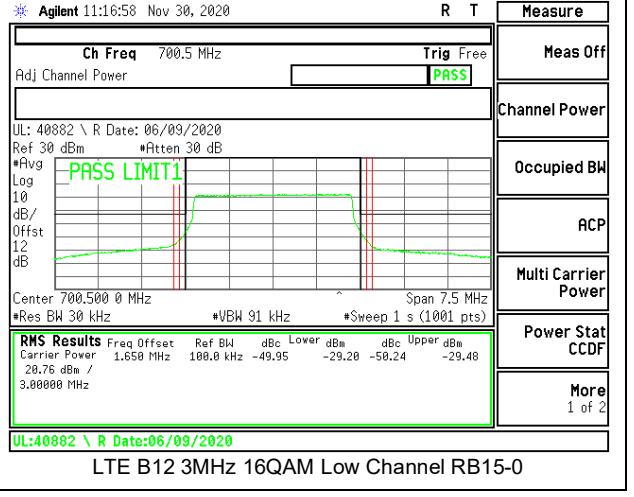 Agilent 11:16:58 Nov 30, 2020 R T
Measure
Ch Freq 700.5 MHz Trig Free
Meas Off
Adj Channel Power PASS
Channel Power
UL: 40882 \ R Date: 06/09/2020
Ref 30 dBm #Atten 30 dB
#Avg
PASS LIMIT1
Occupied BW
Log
10
dB/
ACP
Offst
12
dB
Multi Carrier
Power
Center 700.500 0 MHz Span 7.5 MHz
#Res BW 30 kHz #VBW 91 kHz #Sweep 1 s (1001 pts)
Power Stat
CCDF
RMS Results Freq Offset Ref BW dBc Lower dBm dBc Upper dBm
Carrier Power 1.650 MHz 100.0 kHz -49.95 -29.20 -50.24 -29.48
20.76 dBm /
3.00000 MHz
More
1 of 2
UL:40882 \ R Date:06/09/2020
LTE B12 3MHz 16QAM Low Channel RB15-0